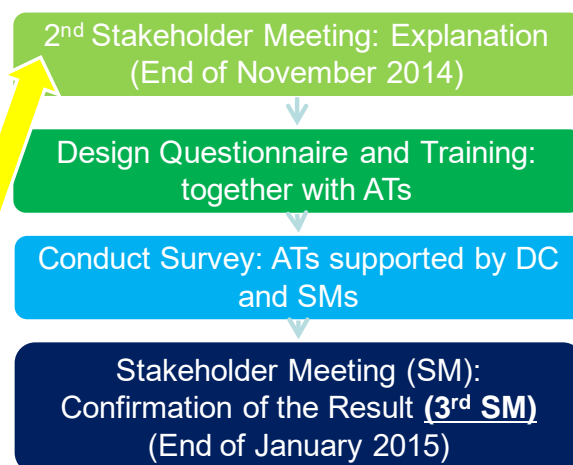 2nd Stakeholder Meeting: Explanation
(End of November 2014)
Design Questionnaire and Training:
together with ATs
Conduct Survey: ATs supported by DC
and SMs
Stakeholder Meeting (SM):
Confirmation of the Result (3rd SM)
(End of January 2015)